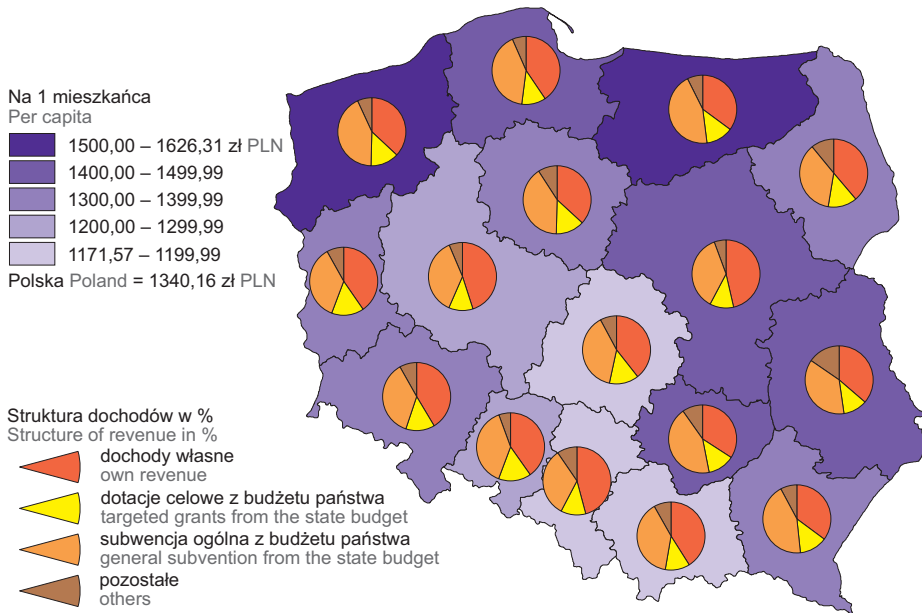 Na 1 mieszkańca
Per capita
1500,00 – 1626,31 zł PLN
1400,00 – 1499,99
1300,00 – 1399,99
1200,00 – 1299,99
1171,57 – 1199,99
Polska Poland = 1340,16 zł PLN
Struktura dochodów w %
Structure of revenue in %
dochody własne
own revenue
dotacje celowe z budżetu państwa
targeted grants from the state budget
subwencja ogólna z budżetu państwa
general subvention from the state budget
pozostałe
others